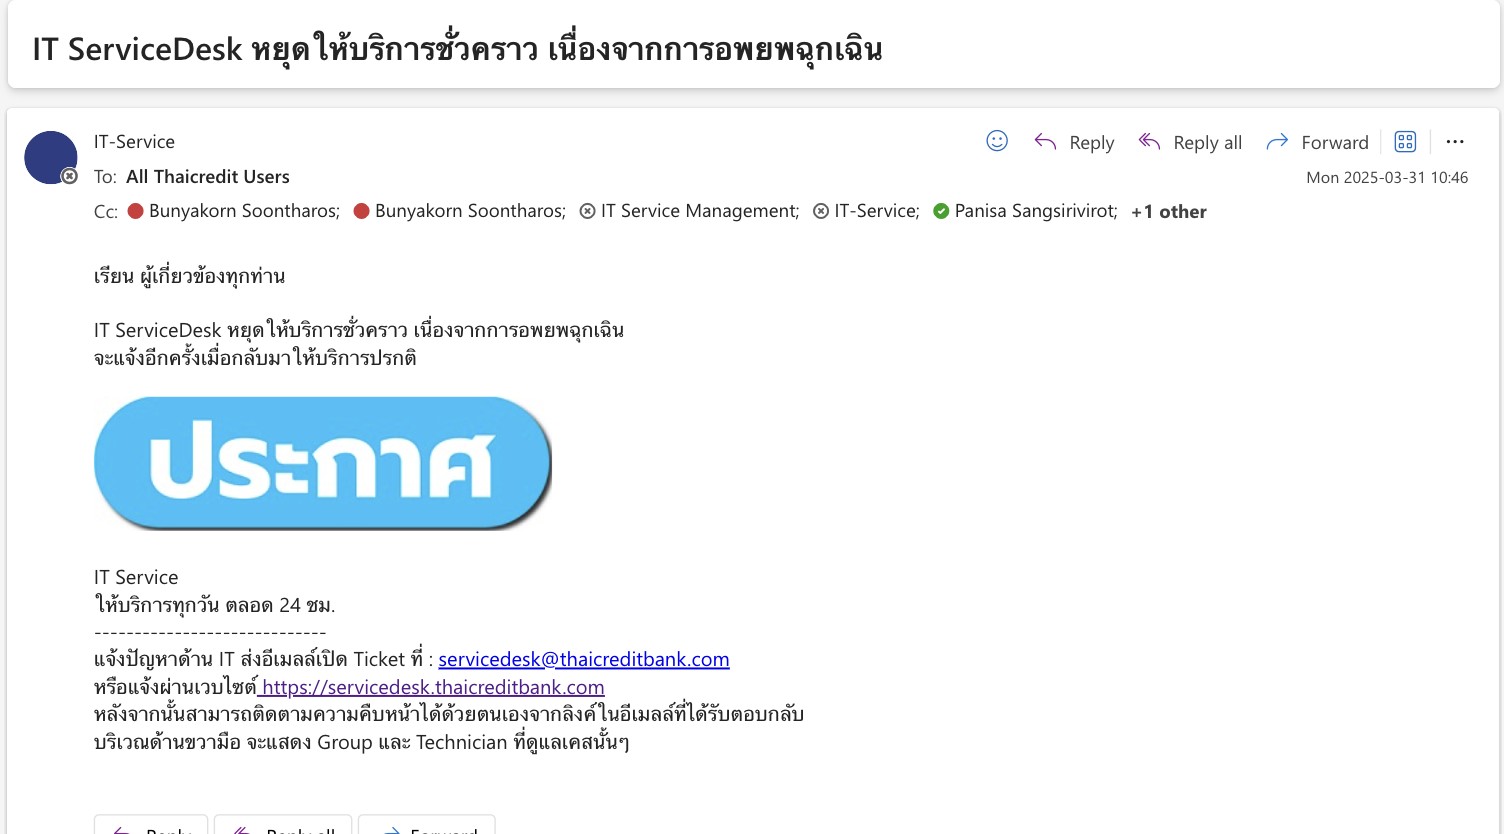 IT ServiceDesk หยุดให้บริการชั่วคราว เนื่องจากการอพยพฉุกเฉิน
IT-Service
Reply
Reply all
Forward
To: All Thaicredit Users
Mon 2025-03-31 10:46
Cc: Bunyakorn Soontharos; Bunyakorn Soontharos; IT Service Management; IT-Service; Panisa Sangsirivirot; +1 other
เรียน ผู้เกี่ยวข้องทุกท่าน
IT ServiceDesk หยุดให้บริการชั่วคราว เนื่องจากการอพยพฉุกเฉิน
จะแจ้งอีกครั้งเมื่อกลับมาให้บริการปรกติ
ประกาศ
IT Service
ให้บริการทุกวัน ตลอด 24 ชม.
-----------------------------
แจ้งปัญหาด้าน IT ส่งอีเมลล์เปิด Ticket ที่ : servicedesk@thaicreditbank.com
หรือแจ้งผ่านเวบไซต์ https://servicedesk.thaicreditbank.com
หลังจากนั้นสามารถติดตามความคืบหน้าได้ด้วยตนเองจากลิงค์ในอีเมลล์ที่ได้รับตอบกลับ
บริเวณด้านขวามือ จะแสดง Group และ Technician ที่ดูแลเคสนั้นๆ
Reply
Reply all
Forward